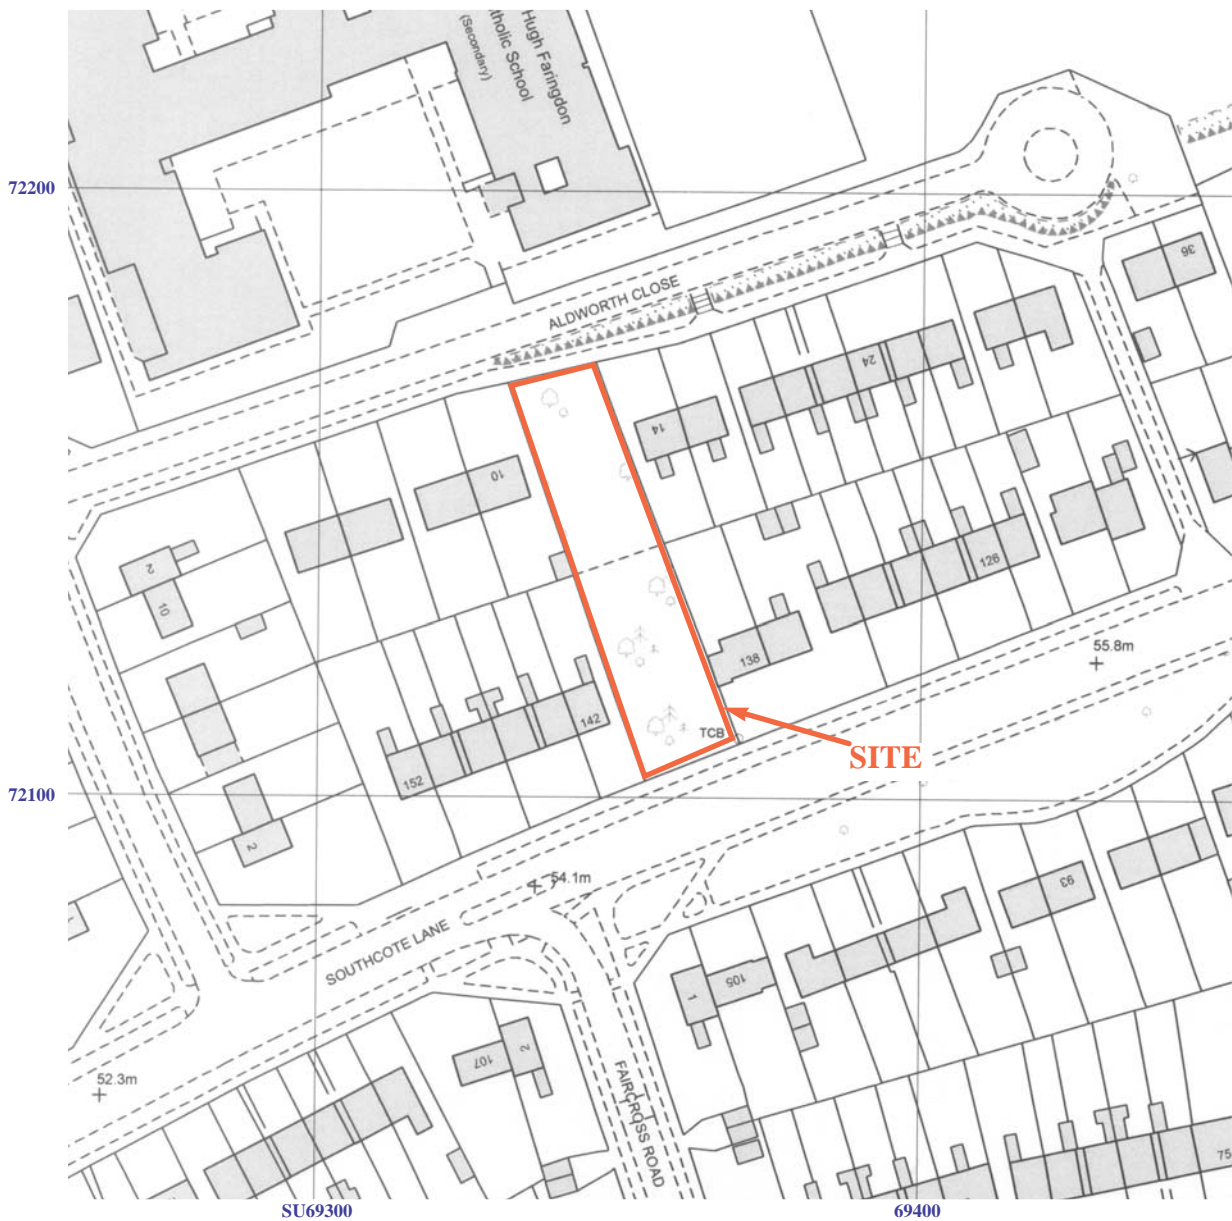 Hugh Faringdon
tholic School
(Secondary)
72200
36
ALDWORTH CLOSE
24
14
10
2
10
126
138
55.8m
142
TCB
SITE
152
72100
2
54.1m
93
SOUTHCOTE LANE
105
1
107
2
52.3m
FAIRCROSS ROAD
75
SU69300
69400